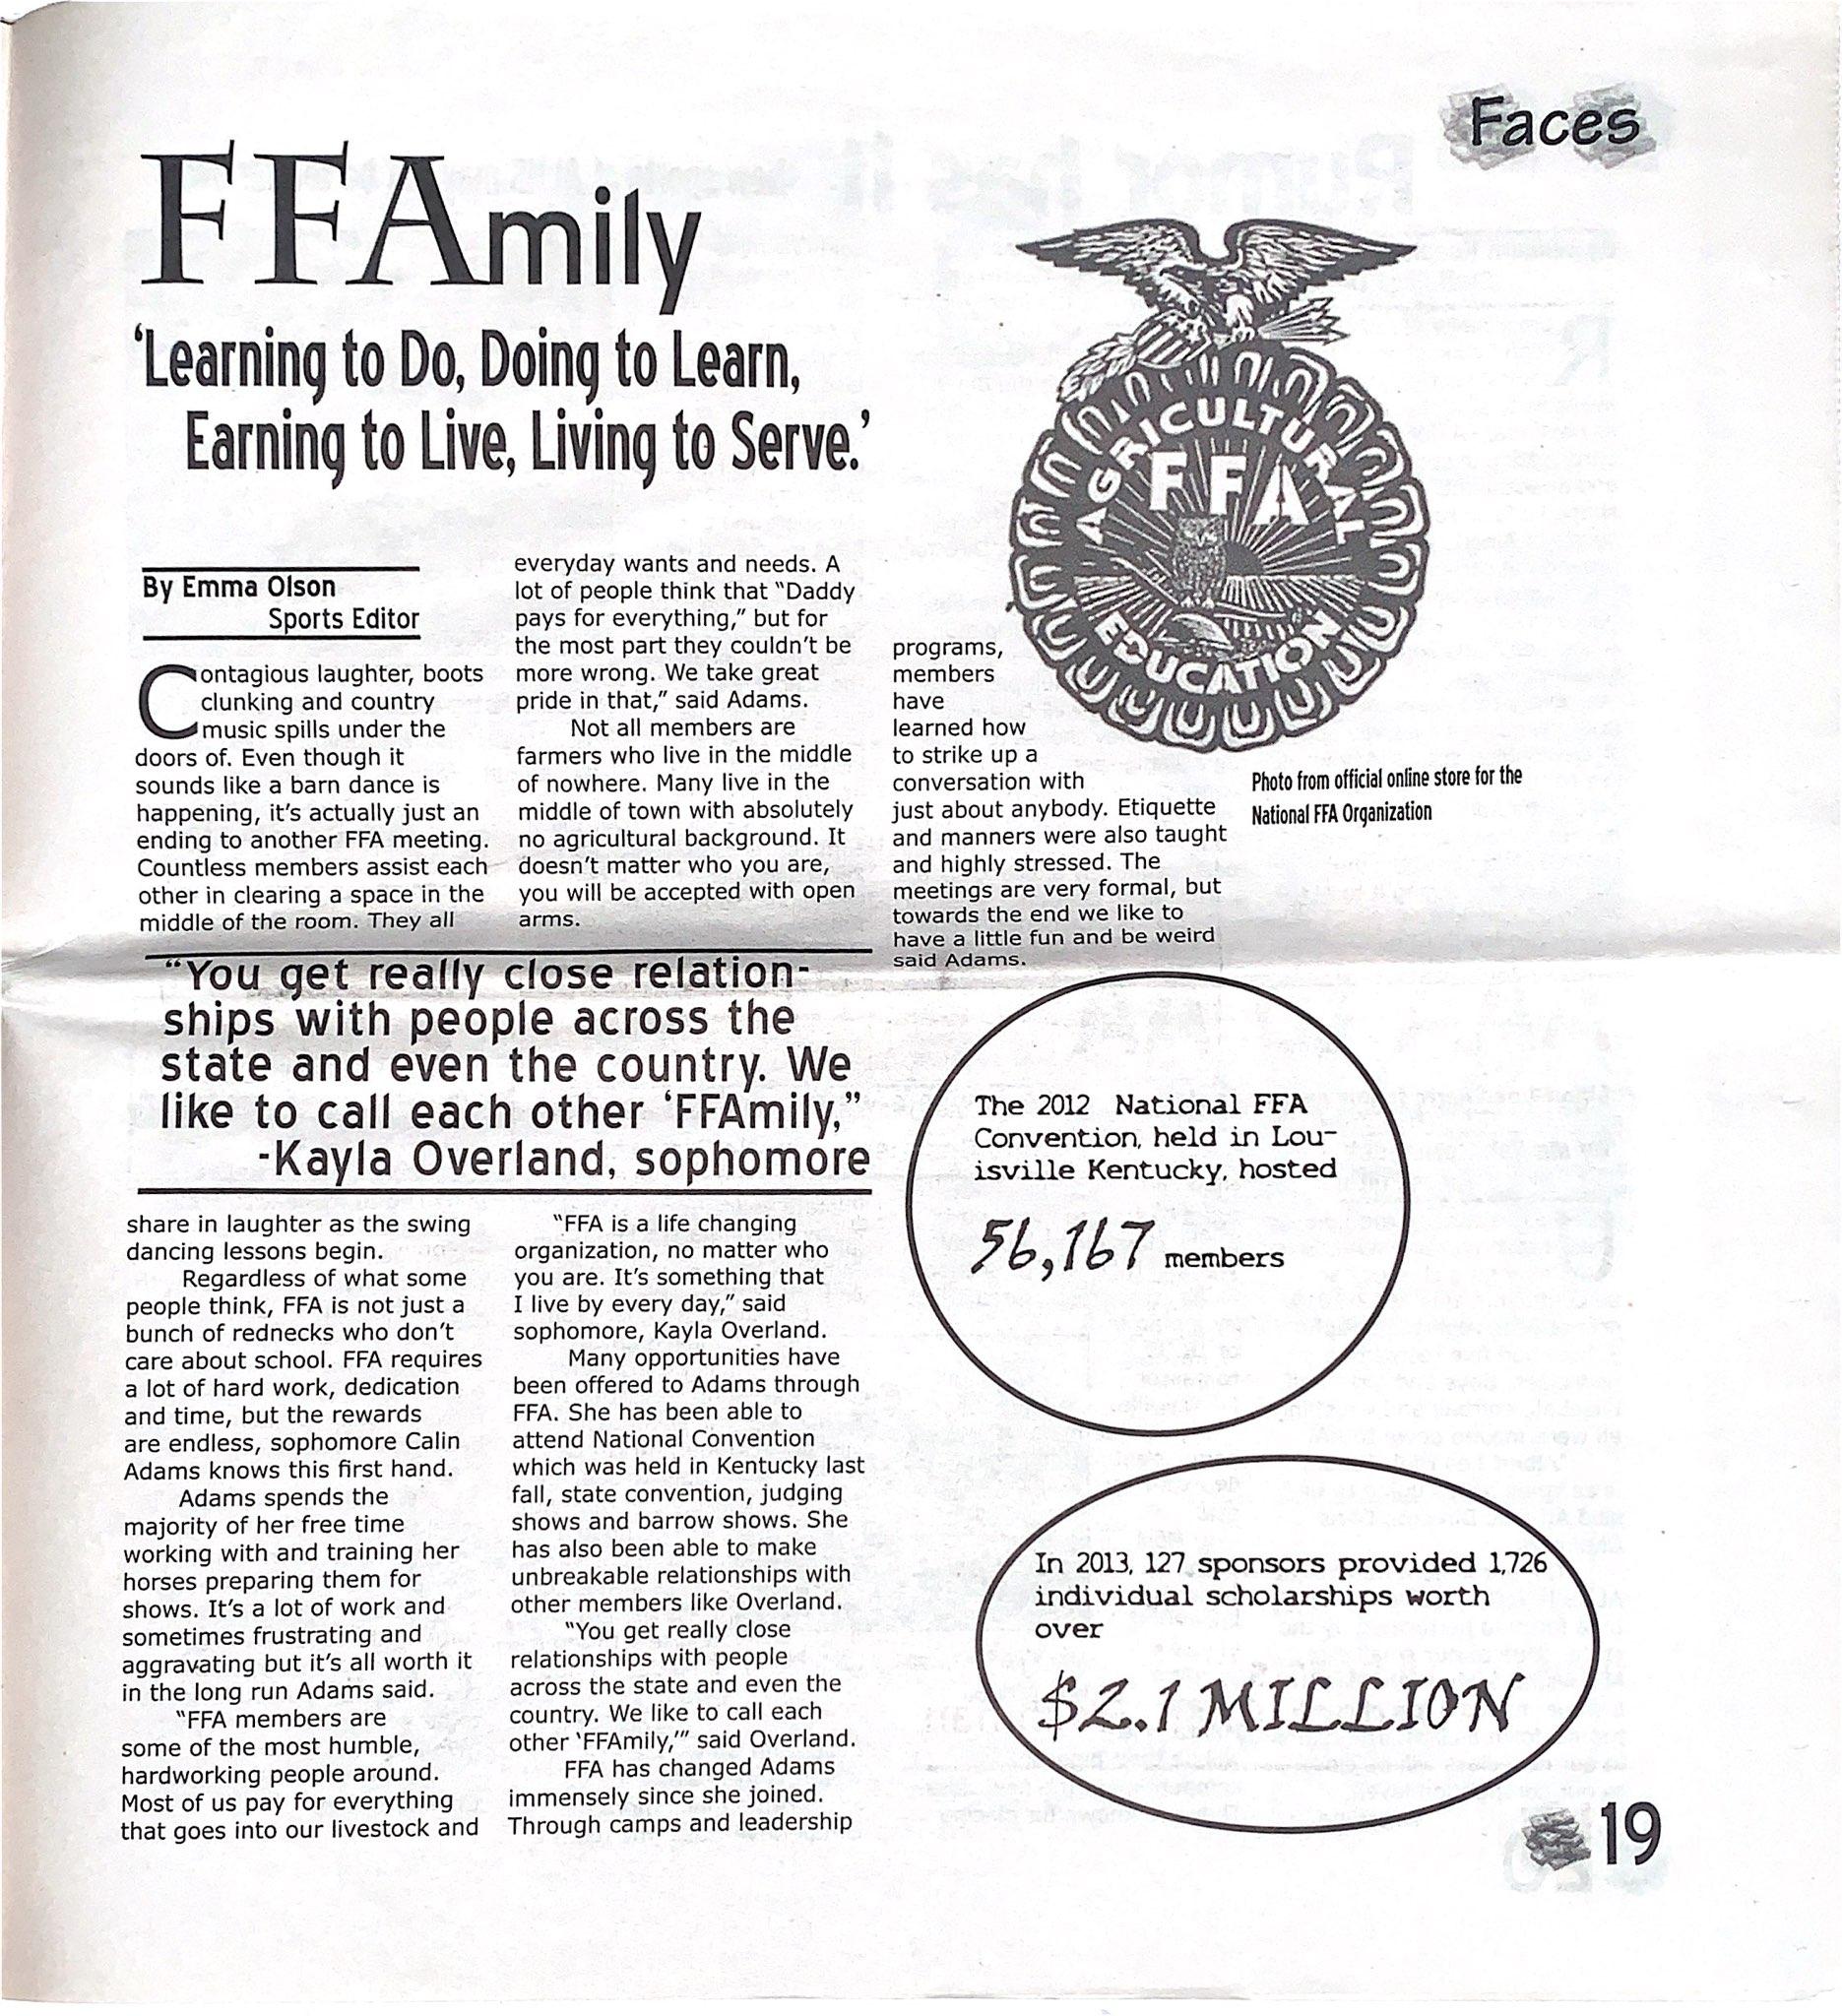 Faces
FFAmily
‘Learning to Do, Doing to Learn,
Earning to Live, Living to Serve.’
By Emma Olson
Sports Editor
Contagious laughter, boots
clunking and country
music spills under the
doors of. Even though it
sounds like a barn dance is
happening, it’s actually just an
ending to another FFA meeting.
Countless members assist each
other in clearing a space in the
middle of the room. They all
“You get really close relation-
ships with people across the
state and even the country. We
like to call each other ‘FFAmily,”
-Kayla Overland, sophomore
share in laughter as the swing
dancing lessons begin.
Regardless of what some
people think, FFA is not just a
bunch of rednecks who don’t
care about school. FFA requires
a lot of hard work, dedication
and time, but the rewards
are endless, sophomore Calin
Adams knows this first hand.
Adams spends the
majority of her free time
working with and training her
horses preparing them for
shows. It’s a lot of work and
sometimes frustrating and
aggravating but it’s all worth it
in the long run Adams said.
“FFA members are
some of the most humble,
hardworking people around.
Most of us pay for everything
that goes into our livestock and
everyday wants and needs. A
lot of people think that “Daddy
pays for everything,” but for
the most part they couldn’t be
more wrong. We take great
pride in that,” said Adams.
Not all members are
farmers who live in the middle
of nowhere. Many live in the
middle of town with absolutely
no agricultural background. It
doesn’t matter who you are,
you will be accepted with open
arms.
“FFA is a life changing
organization, no matter who
you are. It’s something that
I live by every day,” said
sophomore, Kayla Overland.
Many opportunities have
been offered to Adams through
FFA. She has been able to
attend National Convention
which was held in Kentucky last
fall, state convention, judging
shows and barrow shows. She
has also been able to make
unbreakable relationships with
other members like Overland.
“You get really close
relationships with people
across the state and even the
country. We like to call each
other ‘FFAmily,’” said Overland.
FFA has changed Adams
immensely since she joined.
Through camps and leadership
programs,
members
have
learned how
to strike up a
conversation with
just about anybody. Etiquette
and manners were also taught
and highly stressed. The
meetings are very formal, but
towards the end we like to
have a little fun and be weird
said Adams.
AGRICULTURAL
FFA
EDUCATION
Photo from official online store for the
National FFA Organization
The 2012 National FFA
Convention, held in Lou-
isville Kentucky, hosted
56,167 members
In 2013, 127 sponsors provided 1,726
individual scholarships worth
over
$2.1 MILLION
19